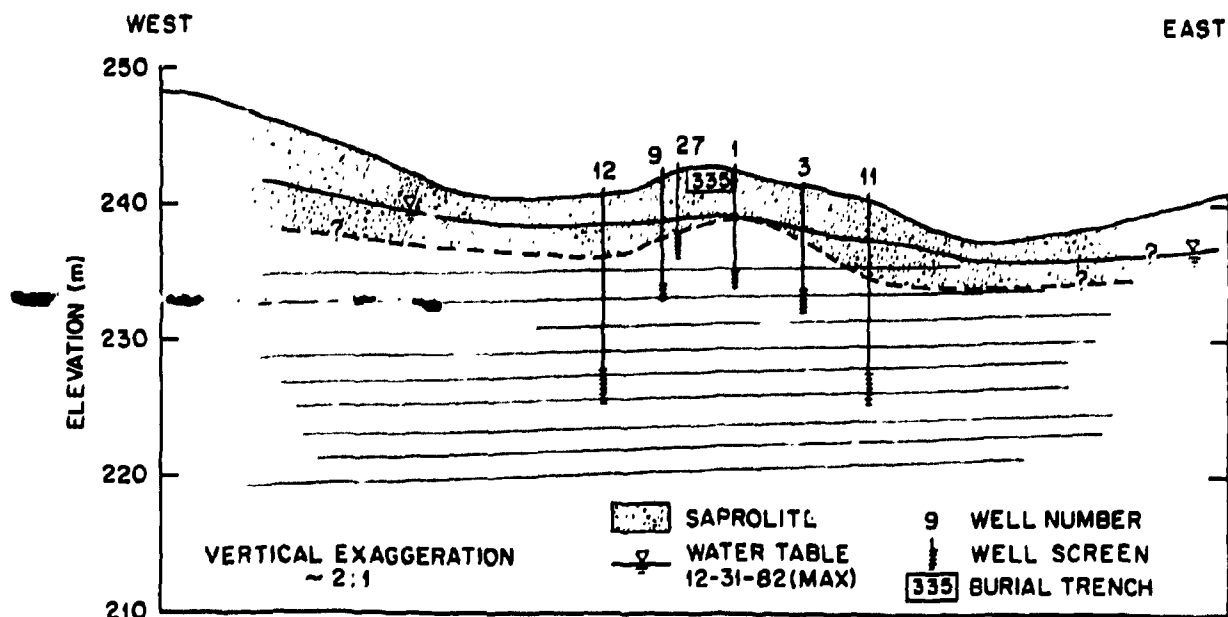 WEST
EAST
250
240
230
220
210
ELEVATION (m)
12
9
27
335
1
3
11
?
?
?
SAPROLITE
WATER TABLE
12-31-82 (MAX)
9 WELL NUMBER
WELL SCREEN
335 BURIAL TRENCH
VERTICAL EXAGGERATION
~ 2:1